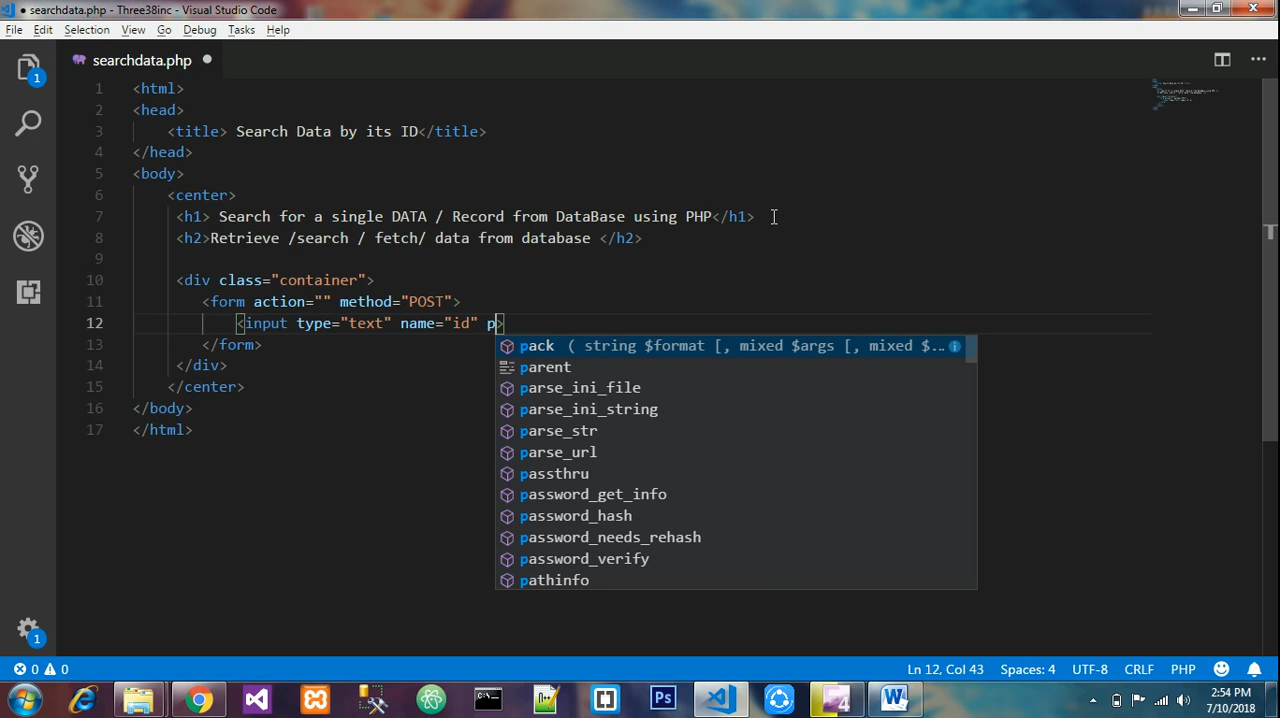 searchdata.php - Three38inc - Visual Studio Code
File Edit Selection View Go Debug Tasks Help
searchdata.php
1 <html>
2 <head>
3 <title> Search Data by its ID</title>
4 </head>
5 <body>
6 <center>
7 <h1> Search for a single DATA / Record from DataBase using PHP</h1>
8 <h2>Retrieve /search / fetch/ data from database </h2>
9
10 <div class="container">
11 <form action="" method="POST">
12 <input type="text" name="id" p>
13 </form>
14 </div>
15 </center>
16 </body>
17 </html>
pack ( string $format [, mixed $args [, mixed $...
parent
parse_ini_file
parse_ini_string
parse_str
parse_url
passthru
password_get_info
password_hash
password_needs_rehash
password_verify
pathinfo
1
1
0 0 Ln 12, Col 43 Spaces: 4 UTF-8 CRLF PHP
Ps
4
W
2:54 PM
7/10/2018